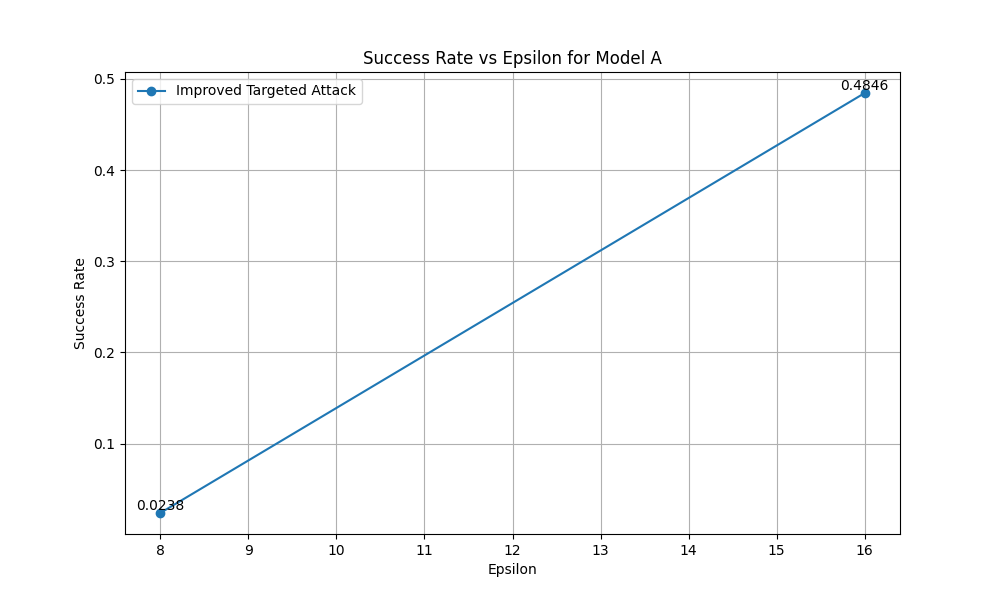 Success Rate vs Epsilon for Model A
Improved Targeted Attack
0.4846
0.0238
0.5
0.4
0.3
0.2
0.1
Success Rate
8 9 10 11 12 13 14 15 16
Epsilon